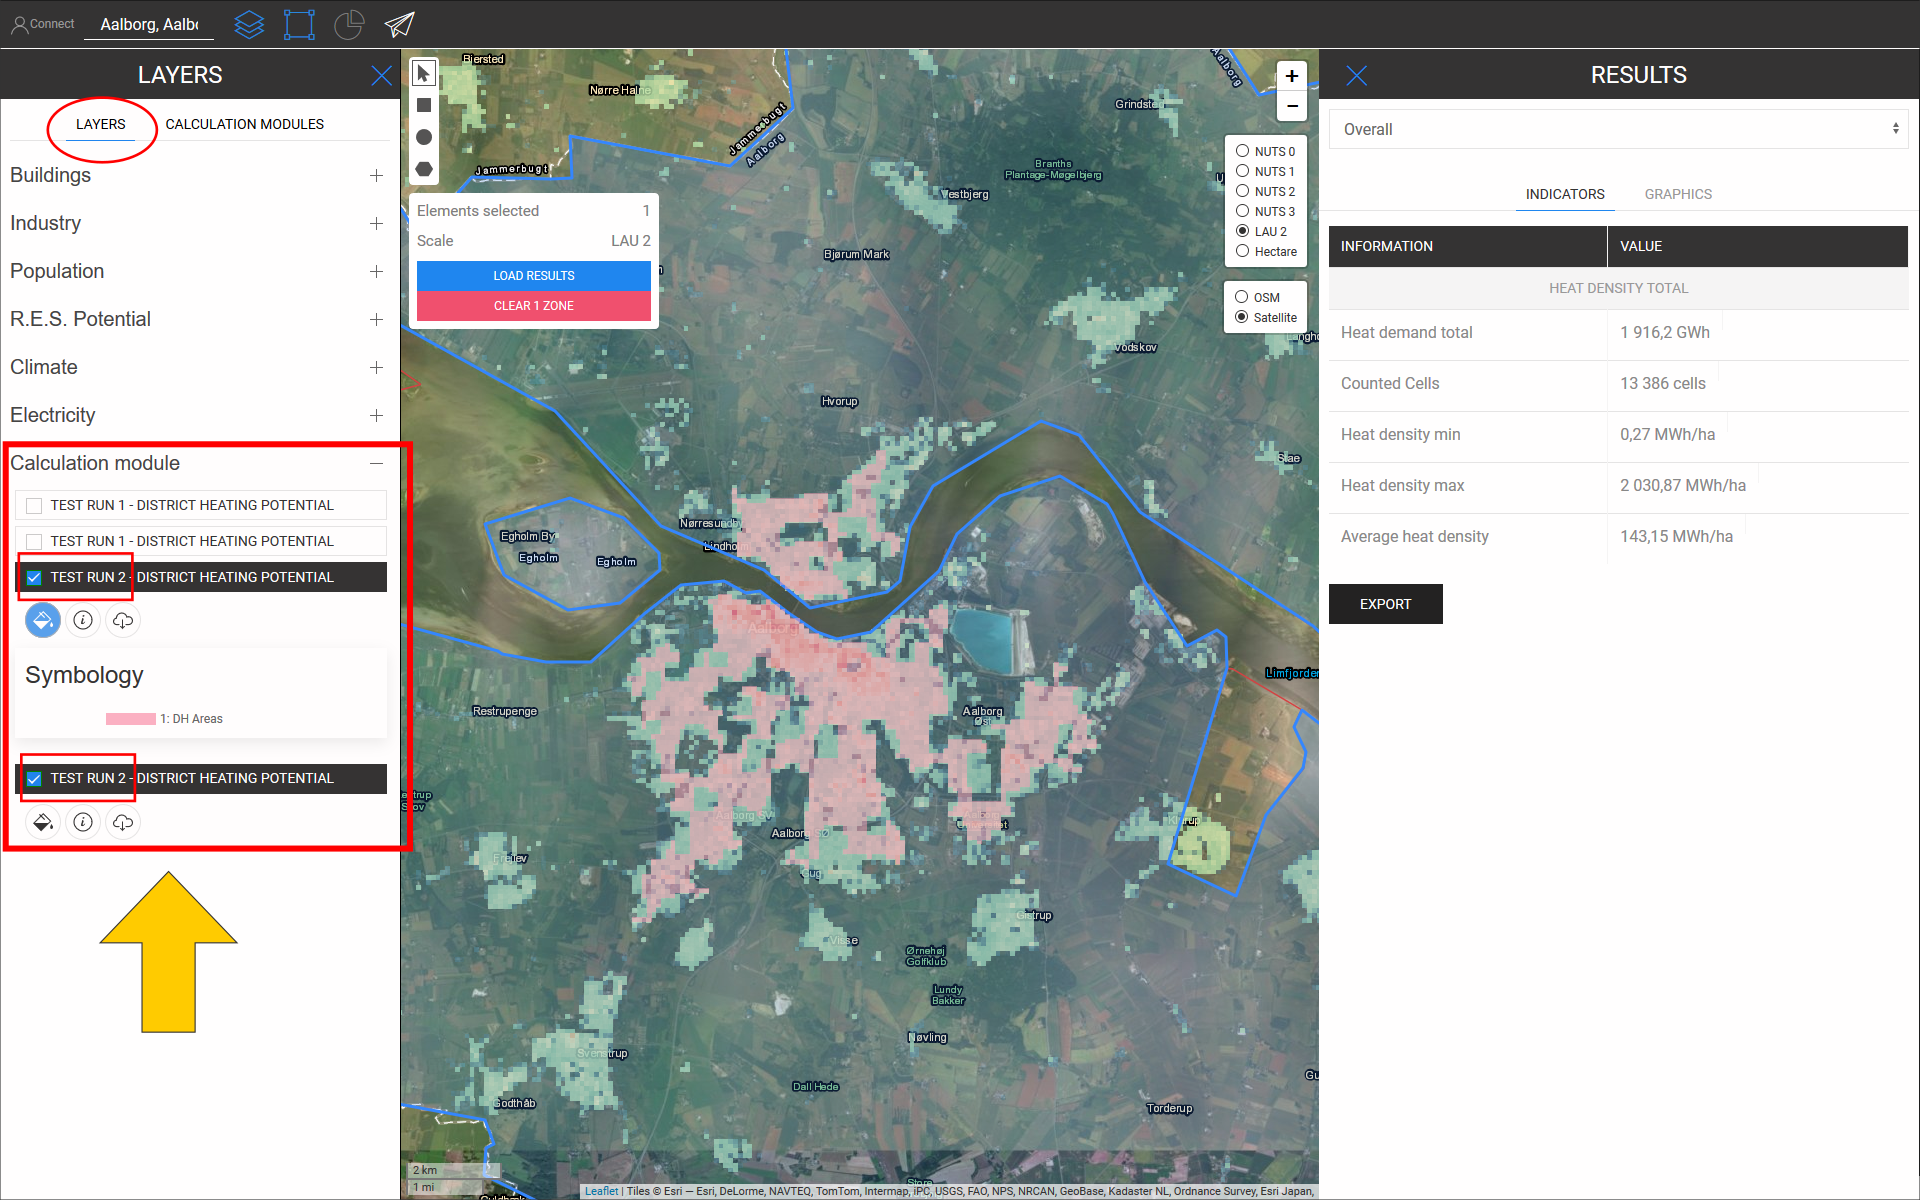 Connect
Aalborg, Aalb
LAYERS
LAYERS
CALCULATION MODULES
Buildings
Industry
Population
R.E.S. Potential
Climate
Electricity
Calculation module
TEST RUN 1 - DISTRICT HEATING POTENTIAL
TEST RUN 1 - DISTRICT HEATING POTENTIAL
TEST RUN 2 - DISTRICT HEATING POTENTIAL
Symbology
1: DH Areas
TEST RUN 2 - DISTRICT HEATING POTENTIAL
Elements selected 1
Scale LAU 2
LOAD RESULTS
CLEAR 1 ZONE
Biersted
Nørre Halne
Jammerbugt
Jammerbugt
Aalborg
Aalborg
Grindsted
Branths
Plantage-Møgelbjerg
Vestbjerg
Bjørum Mark
Vodskov
Hvorup
Stae
Nørresundby
Lindholm
Egholm By
Egholm
Egholm
Aalborg
Limfjorden
Restrupenge
Aalborg
Øst
Aalborg SV
Aalborg SØ
Aalborg
Universitet
Klarup
Frejlev
Gug
Gistrup
Visse
Ørnehøj
Golfklub
Lundy
Bakker
Nøvling
Svenstrup
Dall Hede
Godthåb
Torderup
+
−
NUTS 0
NUTS 1
NUTS 2
NUTS 3
LAU 2
Hectare
OSM
Satellite
2 km
1 mi
Leaflet | Tiles © Esri — Esri, DeLorme, NAVTEQ, TomTom, Intermap, iPC, USGS, FAO, NPS, NRCAN, GeoBase, Kadaster NL, Ordnance Survey, Esri Japan,
RESULTS
Overall
INDICATORS
GRAPHICS
INFORMATION VALUE
HEAT DENSITY TOTAL
Heat demand total 1 916,2 GWh
Counted Cells 13 386 cells
Heat density min 0,27 MWh/ha
Heat density max 2 030,87 MWh/ha
Average heat density 143,15 MWh/ha
EXPORT